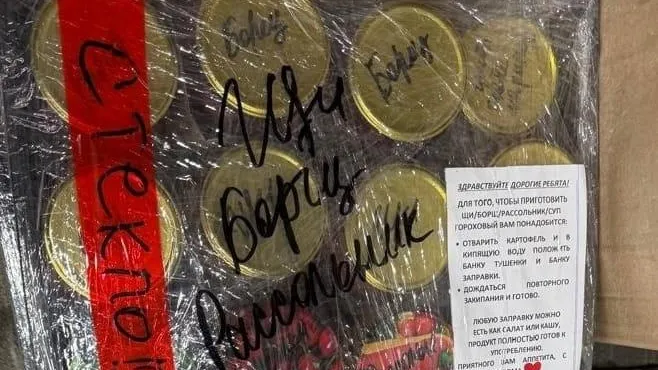 СТЕКЛО!!
Борщ
Борщ
Щи
Борщ
Рассольник
ЗДРАВСТВУЙТЕ ДОРОГИЕ РЕБЯТА!
ДЛЯ ТОГО, ЧТОБЫ ПРИГОТОВИТЬ
ЩИ/БОРЩ/РАССОЛЬНИК/СУП
ГОРОХОВЫЙ ВАМ ПОНАДОБИТСЯ:
• ОТВАРИТЬ КАРТОФЕЛЬ И В
КИПЯЩУЮ ВОДУ ПОЛОЖИТЬ
БАНКУ ТУШЕНКИ И БАНКУ
ЗАПРАВКИ.
• ДОЖДАТЬСЯ ПОВТОРНОГО
ЗАКИПАНИЯ И ГОТОВО.
ЛЮБУЮ ЗАПРАВКУ МОЖНО
ЕСТЬ КАК САЛАТ ИЛИ КАШУ,
ПРОДУКТ ПОЛНОСТЬЮ ГОТОВ К
УПОТРЕБЛЕНИЮ.
ПРИЯТНОГО ВАМ АППЕТИТА, С